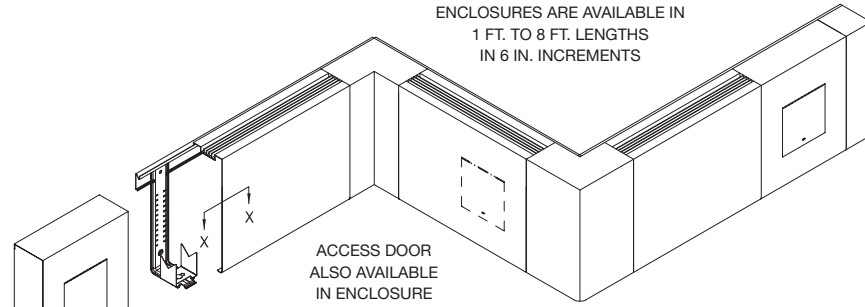 ENCLOSURES ARE AVAILABLE IN
1 FT. TO 8 FT. LENGTHS
IN 6 IN. INCREMENTS
X
X
ACCESS DOOR
ALSO AVAILABLE
IN ENCLOSURE